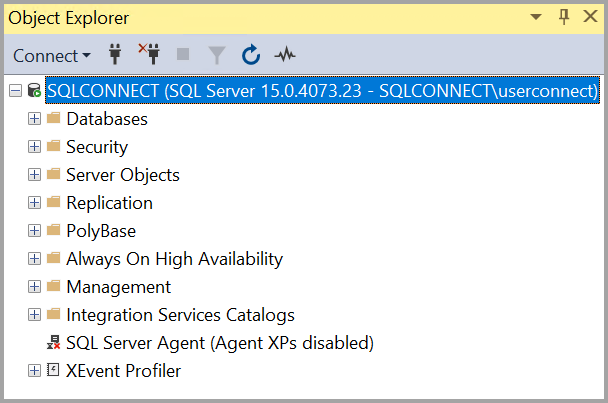 Object Explorer
Connect
SQLCONNECT (SQL Server 15.0.4073.23 - SQLCONNECT\userconnect)
Databases
Security
Server Objects
Replication
PolyBase
Always On High Availability
Management
Integration Services Catalogs
SQL Server Agent (Agent XPs disabled)
XEvent Profiler